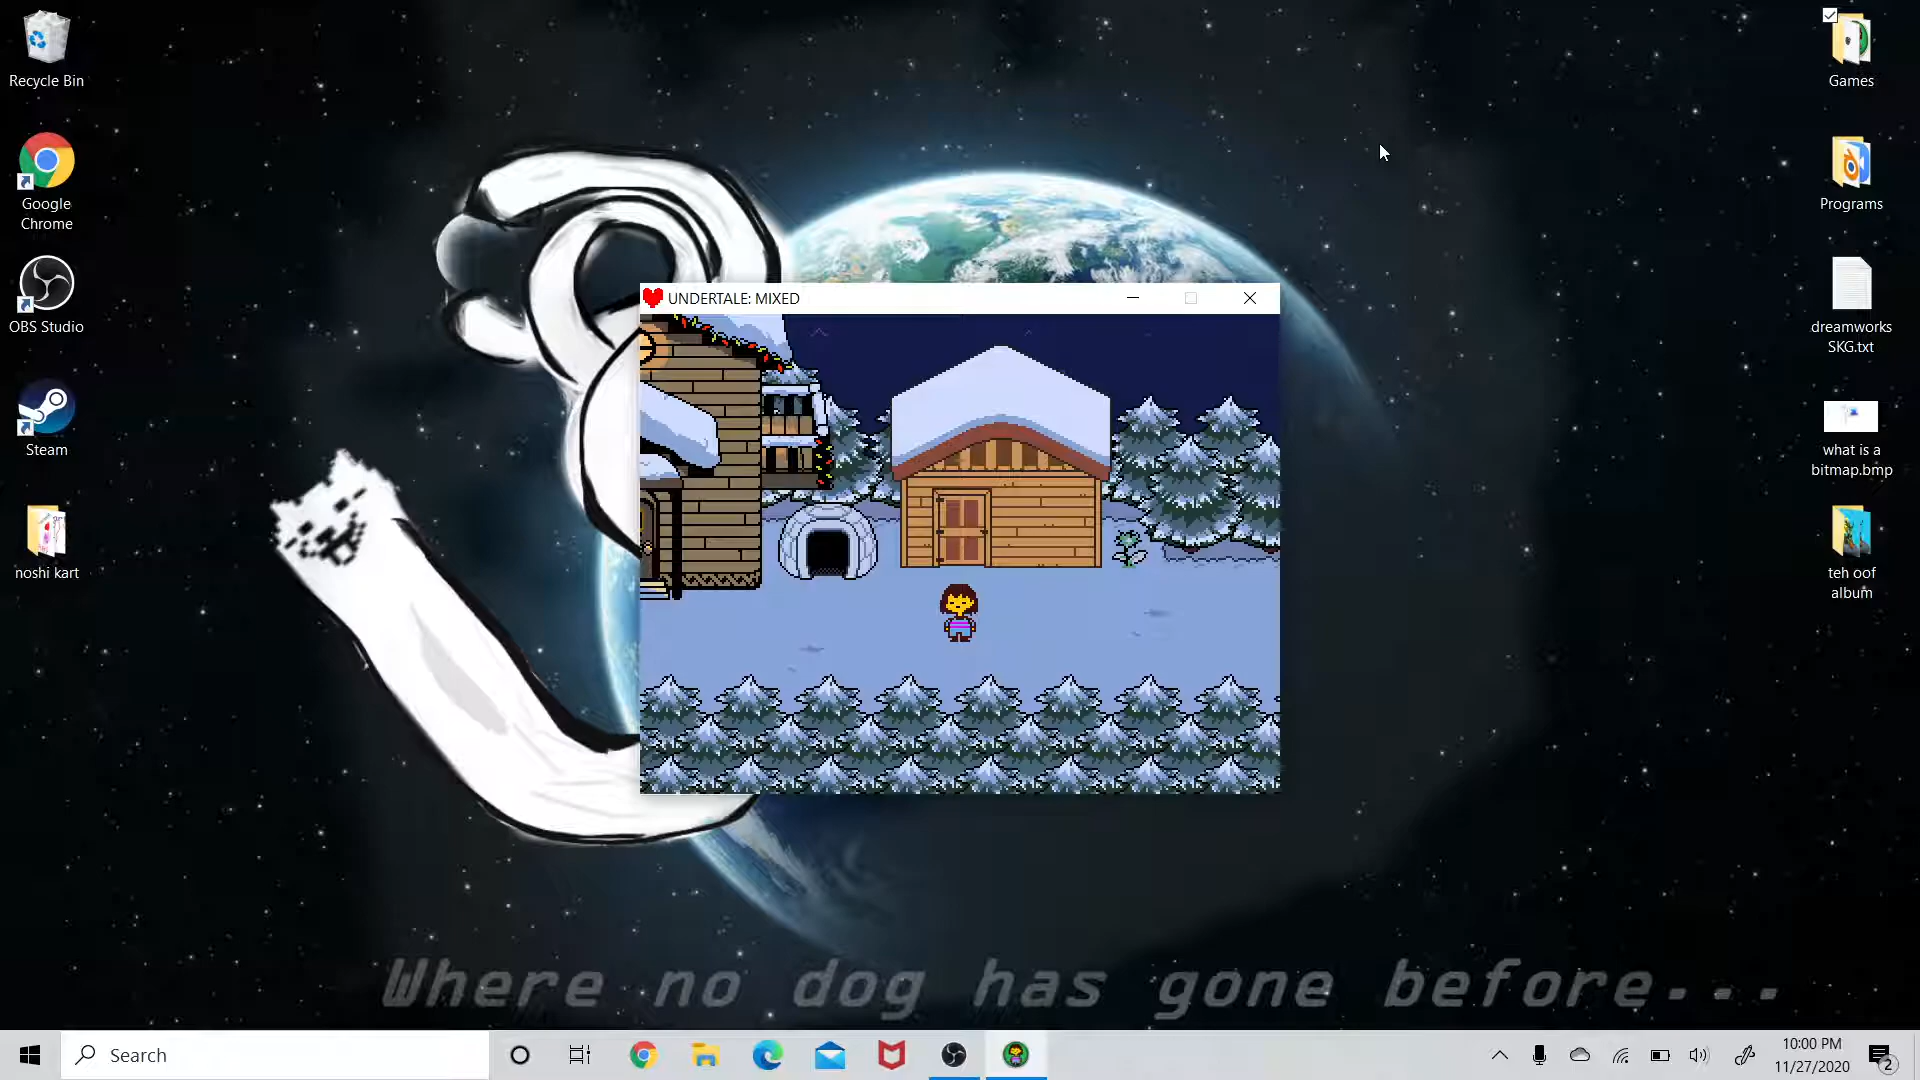 Recycle Bin
Google
Chrome
OBS Studio
Steam
noshi kart
Games
Programs
dreamworks
SKG.txt
what is a
bitmap.bmp
teh oof
album
UNDERTALE: MIXED
Where no dog has gone before...
Search
10:00 PM
11/27/2020
2